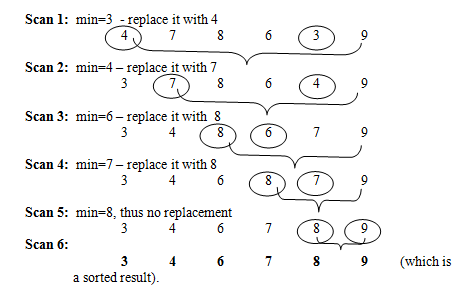 Scan 1: min=3 - replace it with 4
4 7 8 6 3 9
Scan 2: min=4 – replace it with 7
3 7 8 6 4 9
Scan 3: min=6 – replace it with 8
3 4 8 6 7 9
Scan 4: min=7 – replace it with 8
3 4 6 8 7 9
Scan 5: min=8, thus no replacement
3 4 6 7 8 9
Scan 6:
3 4 6 7 8 9 (which is
a sorted result).